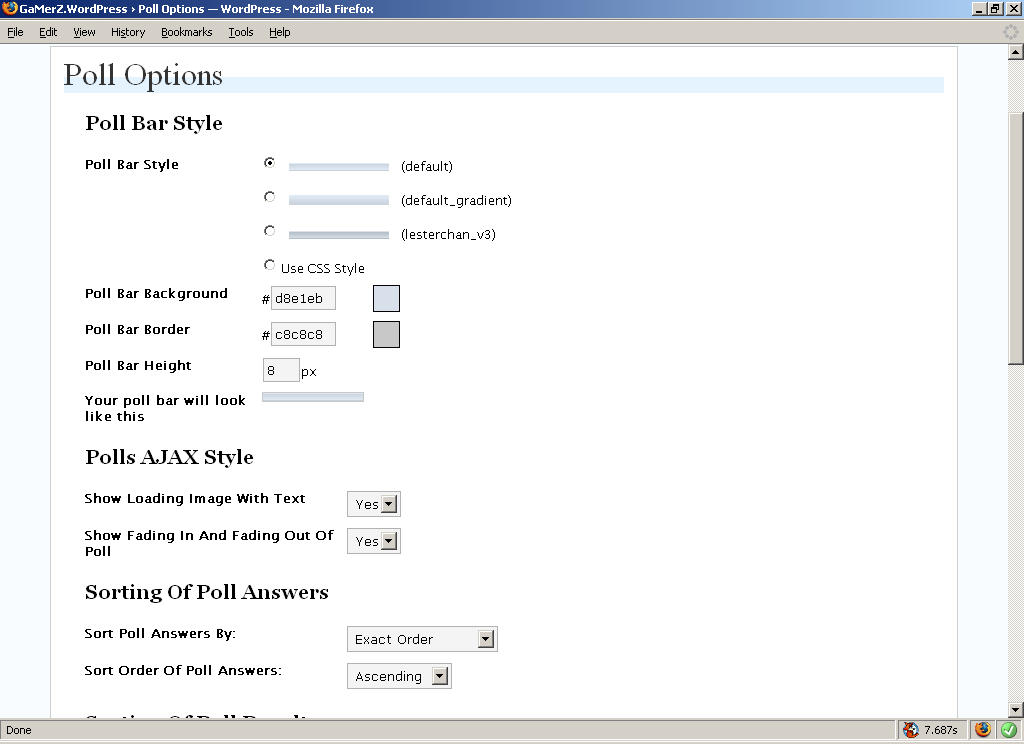 GaMerZ.WordPress › Poll Options — WordPress - Mozilla Firefox
File Edit View History Bookmarks Tools Help
Poll Options
Poll Bar Style
Poll Bar Style
(default)
(default_gradient)
(lesterchan_v3)
Use CSS Style
Poll Bar Background # d8e1eb
Poll Bar Border # c8c8c8
Poll Bar Height 8 px
Your poll bar will look
like this
Polls AJAX Style
Show Loading Image With Text Yes
Show Fading In And Fading Out Of
Poll
Yes
Sorting Of Poll Answers
Sort Poll Answers By: Exact Order
Sort Order Of Poll Answers: Ascending
Done 7.687s